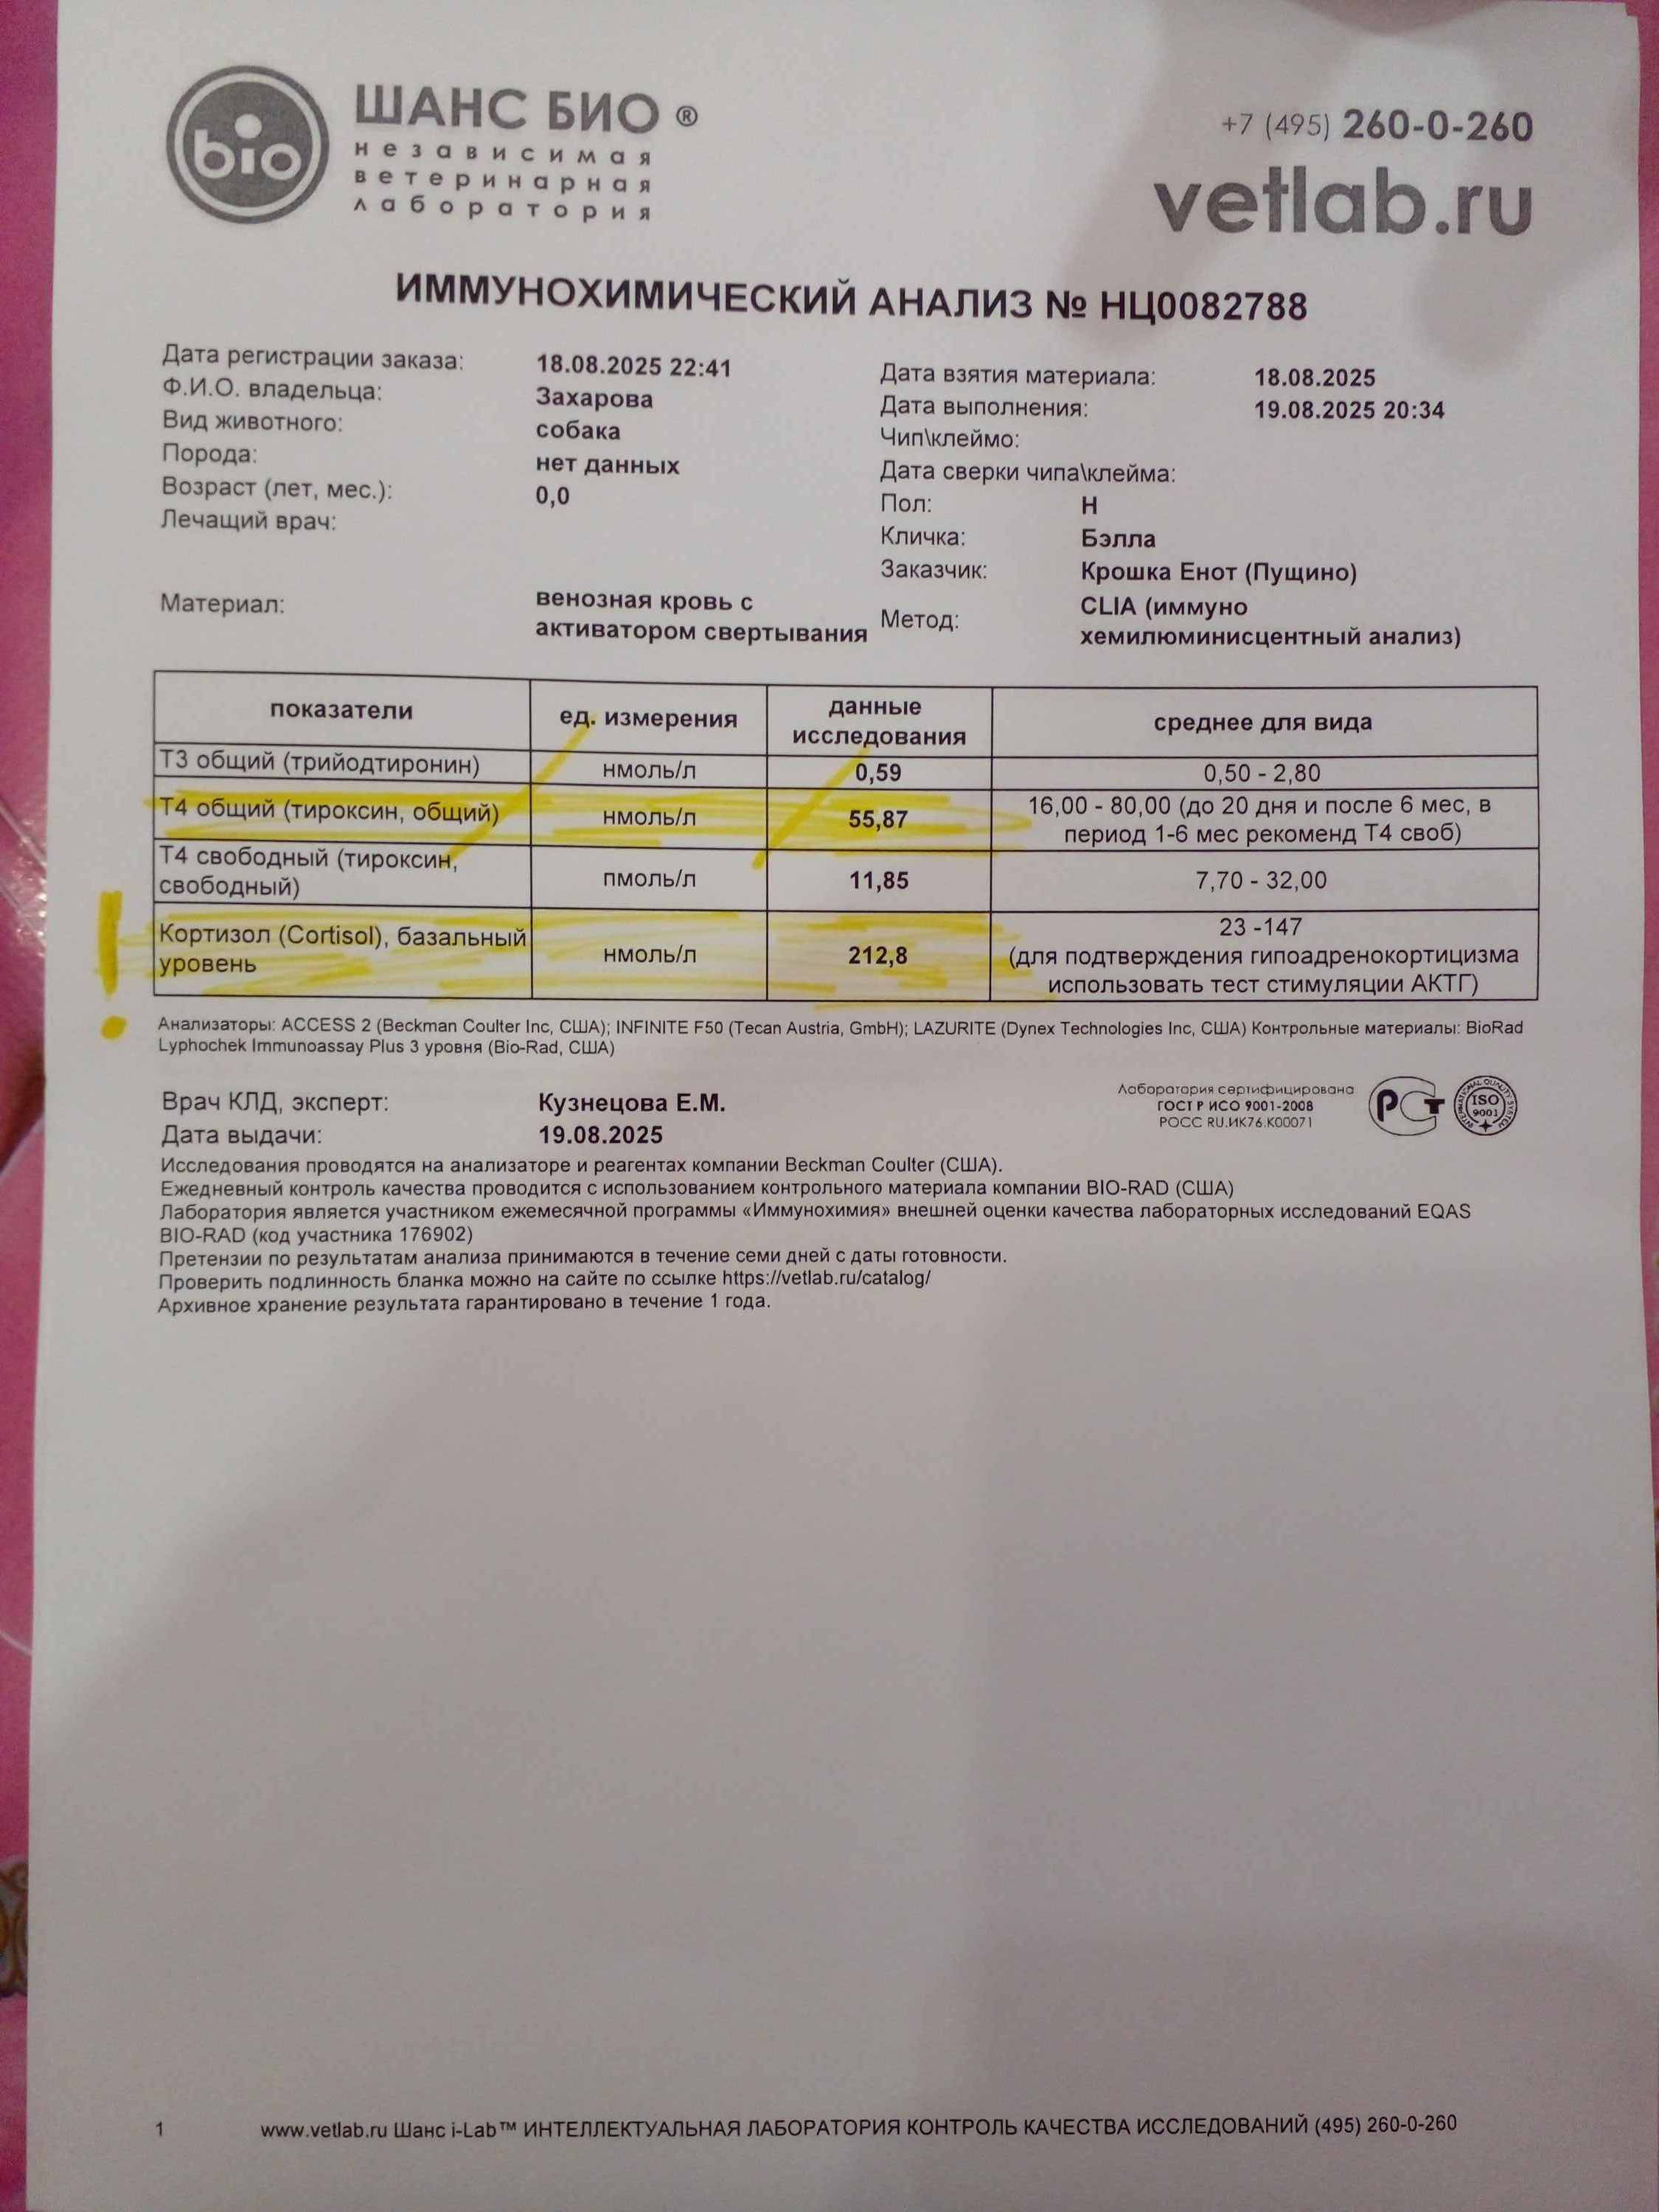 bio
ШАНС БИО ®
независимая
ветеринарная
лаборатория
+7 (495) 260-0-260
vetlab.ru
ИММУНОХИМИЧЕСКИЙ АНАЛИЗ № НЦ0082788
Дата регистрации заказа: 18.08.2025 22:41
Ф.И.О. владельца: Захарова
Вид животного: собака
Порода: нет данных
Возраст (лет, мес.): 0,0
Лечащий врач:
Дата взятия материала: 18.08.2025
Дата выполнения: 19.08.2025 20:34
Чип\клеймо:
Дата сверки чипа\клейма:
Пол: Н
Кличка: Бэлла
Заказчик: Крошка Енот (Пущино)
Материал: венозная кровь с
активатором свертывания
Метод: CLIA (иммуно
хемилюминисцентный анализ)
показатели ед. измерения данные
исследования среднее для вида
Т3 общий (трийодтиронин) нмоль/л 0,59 0,50 - 2,80
Т4 общий (тироксин, общий) нмоль/л 55,87 16,00 - 80,00 (до 20 дня и после 6 мес, в
период 1-6 мес рекоменд Т4 своб)
Т4 свободный (тироксин,
свободный) пмоль/л 11,85 7,70 - 32,00
Кортизол (Cortisol), базальный
уровень нмоль/л 212,8 23 -147
(для подтверждения гипоадренокортицизма
использовать тест стимуляции АКТГ)
!
Анализаторы: ACCESS 2 (Beckman Coulter Inc, США); INFINITE F50 (Tecan Austria, GmbH); LAZURITE (Dynex Technologies Inc, США) Контрольные материалы: BioRad
Lyphochek Immunoassay Plus 3 уровня (Bio-Rad, США)
Врач КЛД, эксперт: Кузнецова Е.М.
Дата выдачи: 19.08.2025
Лаборатория сертифицирована
ГОСТ Р ИСО 9001-2008
РОСС RU.ИК76.К00071
РСТ
INTERNATIONAL QUALITY SYSTEM
ISO
9001
Исследования проводятся на анализаторе и реагентах компании Beckman Coulter (США).
Ежедневный контроль качества проводится с использованием контрольного материала компании BIO-RAD (США)
Лаборатория является участником ежемесячной программы «Иммунохимия» внешней оценки качества лабораторных исследований EQAS
BIO-RAD (код участника 176902)
Претензии по результатам анализа принимаются в течение семи дней с даты готовности.
Проверить подлинность бланка можно на сайте по ссылке https://vetlab.ru/catalog/
Архивное хранение результата гарантировано в течение 1 года.
1 www.vetlab.ru Шанс i-Lab™ ИНТЕЛЛЕКТУАЛЬНАЯ ЛАБОРАТОРИЯ КОНТРОЛЬ КАЧЕСТВА ИССЛЕДОВАНИЙ (495) 260-0-260